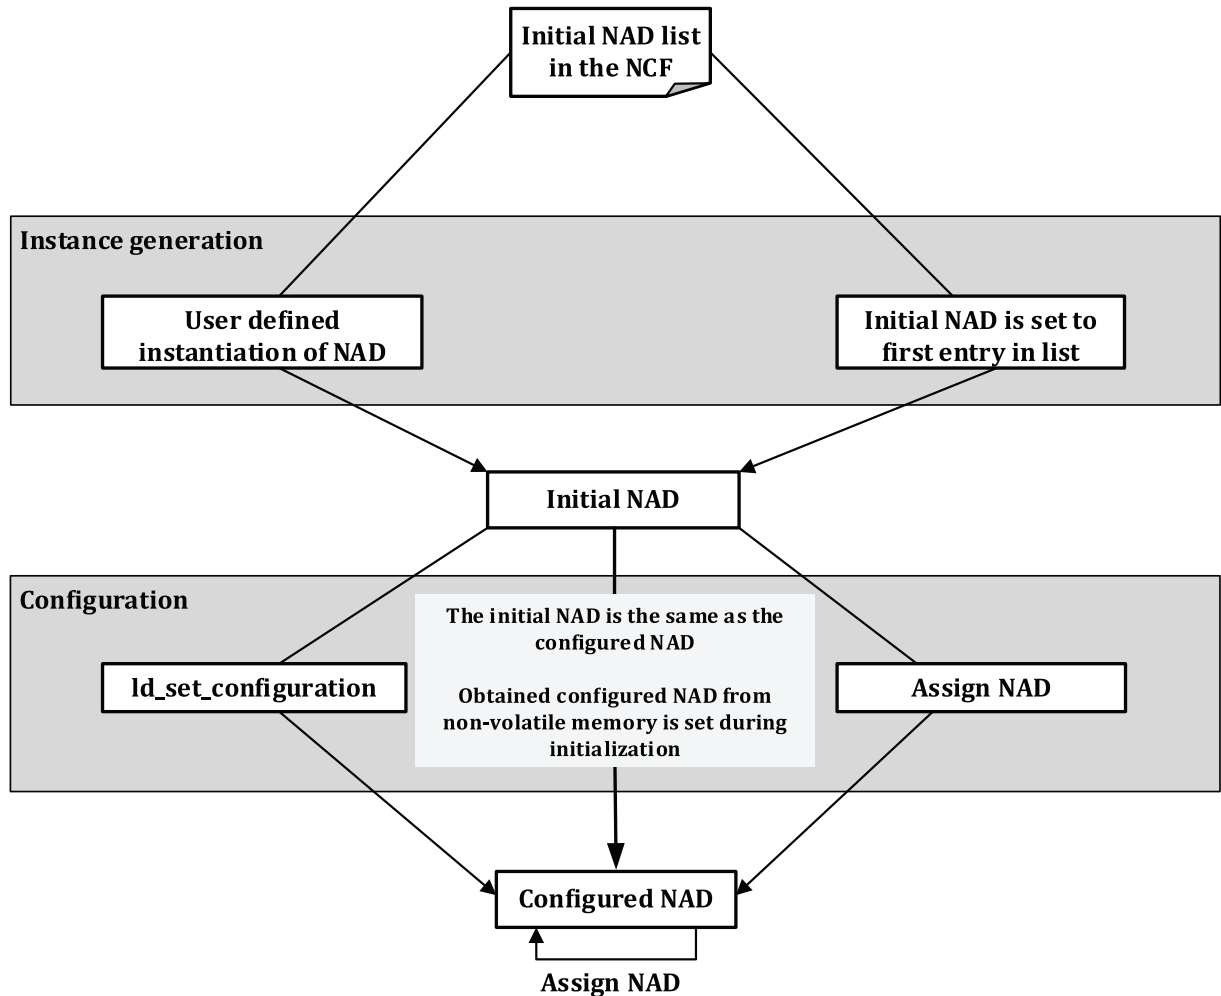 Initial NAD list
in the NCF
Instance generation
User defined
instantiation of NAD
Initial NAD is set to
first entry in list
Initial NAD
Configuration
The initial NAD is the same as the
configured NAD
Obtained configured NAD from
non-volatile memory is set during
initialization
ld_set_configuration
Assign NAD
Configured NAD
Assign NAD